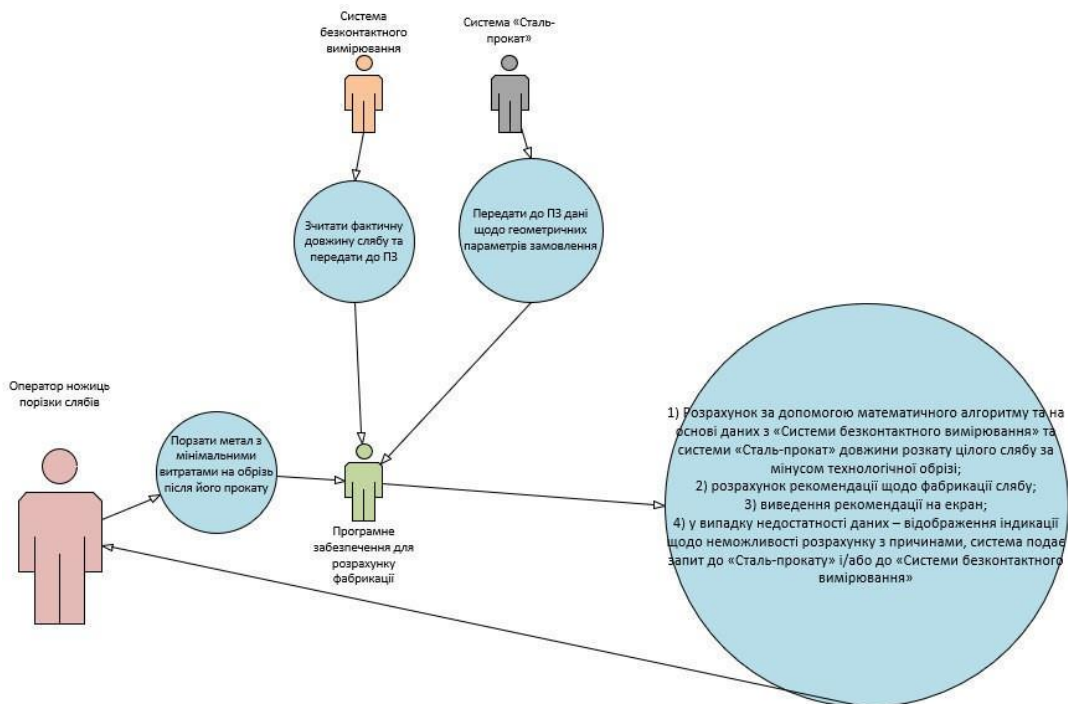 Система
безконтактного
вимірювання
Система «Сталь-
прокат»
Зчитати фактичну
довжину слябу та
передати до ПЗ
Передати до ПЗ дані
щодо геометричних
параметрів замовлення
Оператор ножиць
порізки слябів
Порзати метал з
мінімальними
витратами на обрізь
після його прокату
Програмне
забезпечення для
розрахунку
фабрикації
1) Розрахунок за допомогою математичного алгоритму та на
основі даних з «Системи безконтактного вимірювання» та
системи «Сталь-прокат» довжини розкату цілого слябу за
мінусом технологічної обрізі;
2) розрахунок рекомендації щодо фабрикації слябу;
3) виведення рекомендації на екран;
4) у випадку недостатності даних – відображення індикації
щодо неможливості розрахунку з причинами, система подає
запит до «Сталь-прокату» і/або до «Системи безконтактного
вимірювання»